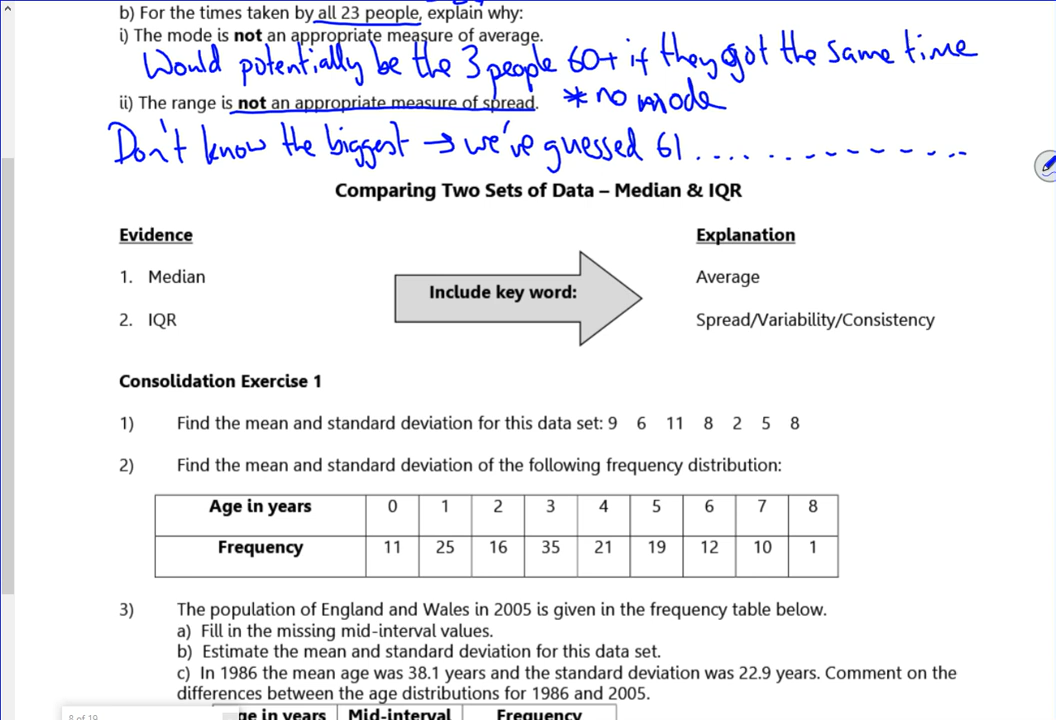 b) For the times taken by all 23 people, explain why:
i) The mode is not an appropriate measure of average.
Would potentially be the 3 people 60+ if they got the same time
ii) The range is not an appropriate measure of spread. * no mode
Don't know the biggest → we've guessed 61 ..............
Comparing Two Sets of Data – Median & IQR
Evidence Explanation
1. Median Include key word: Average
2. IQR Spread/Variability/Consistency
Consolidation Exercise 1
1) Find the mean and standard deviation for this data set: 9 6 11 8 2 5 8
2) Find the mean and standard deviation of the following frequency distribution:
Age in years 0 1 2 3 4 5 6 7 8
Frequency 11 25 16 35 21 19 12 10 1
3) The population of England and Wales in 2005 is given in the frequency table below.
a) Fill in the missing mid-interval values.
b) Estimate the mean and standard deviation for this data set.
c) In 1986 the mean age was 38.1 years and the standard deviation was 22.9 years. Comment on the
differences between the age distributions for 1986 and 2005.
ge in years Mid-interval Frequency
8 of 19